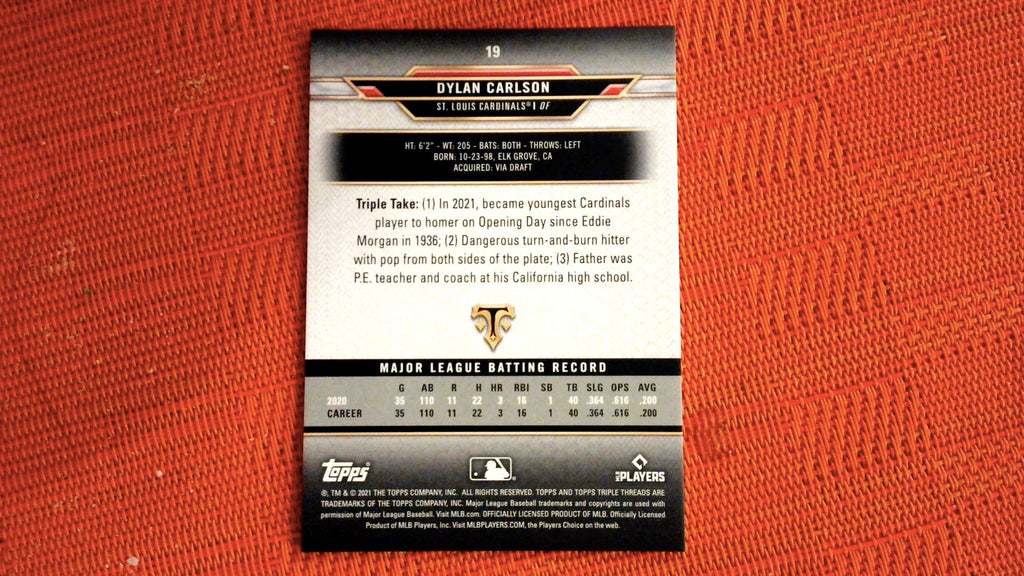 19
DYLAN CARLSON
ST. LOUIS CARDINALS® | OF
HT: 6'2" - WT: 205 - BATS: BOTH - THROWS: LEFT
BORN: 10-23-98, ELK GROVE, CA
ACQUIRED: VIA DRAFT
Triple Take: (1) In 2021, became youngest Cardinals
player to homer on Opening Day since Eddie
Morgan in 1936; (2) Dangerous turn-and-burn hitter
with pop from both sides of the plate; (3) Father was
P.E. teacher and coach at his California high school.
T
MAJOR LEAGUE BATTING RECORD
G AB R H HR RBI SB TB SLG OPS AVG
2020 35 110 11 22 3 16 1 40 .364 .616 .200
CAREER 35 110 11 22 3 16 1 40 .364 .616 .200
TOPPS® MLB PLAYERS
®, TM & © 2021 THE TOPPS COMPANY, INC. ALL RIGHTS RESERVED. TOPPS AND TOPPS TRIPLE THREADS ARE
TRADEMARKS OF THE TOPPS COMPANY, INC. Major League Baseball trademarks and copyrights are used with
permission of Major League Baseball. Visit MLB.com. OFFICIALLY LICENSED PRODUCT OF MLB. Officially Licensed
Product of MLB Players, Inc. Visit MLBPLAYERS.COM, the Players Choice on the web.